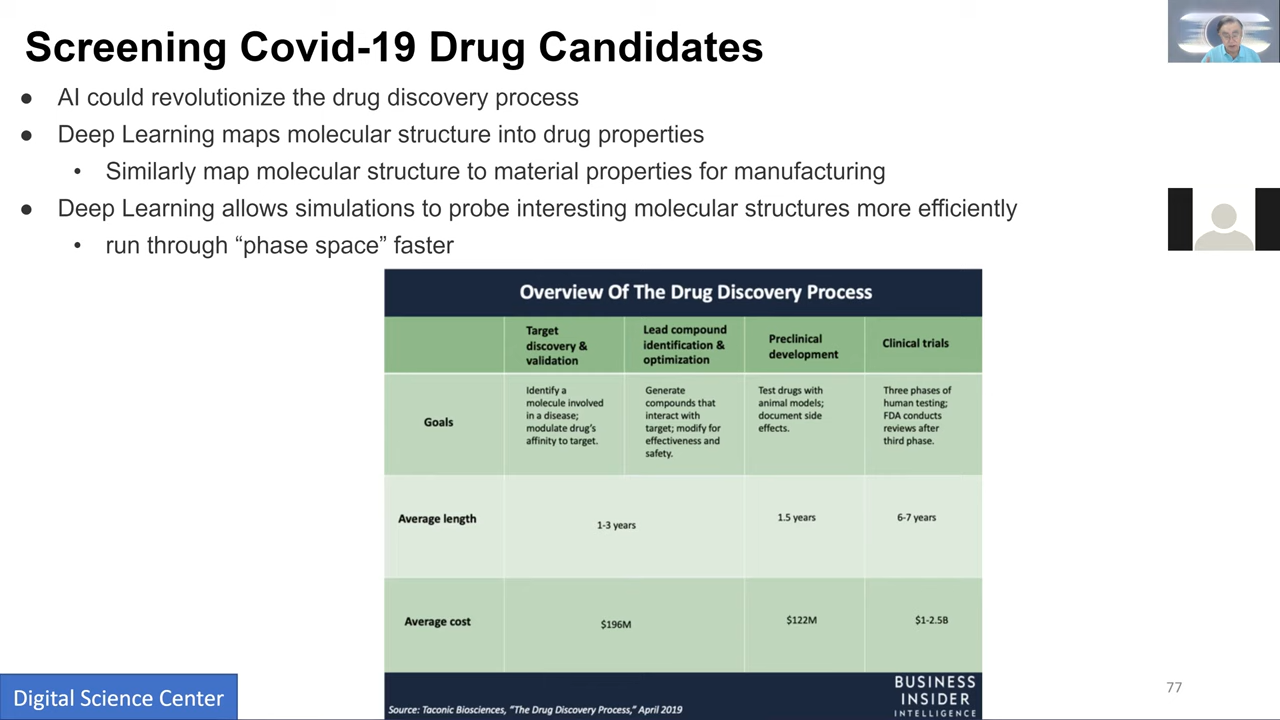 Screening Covid-19 Drug Candidates
● AI could revolutionize the drug discovery process
● Deep Learning maps molecular structure into drug properties
• Similarly map molecular structure to material properties for manufacturing
● Deep Learning allows simulations to probe interesting molecular structures more efficiently
• run through “phase space” faster
Overview Of The Drug Discovery Process
Target
discovery &
validation
Lead compound
identification &
optimization
Preclinical
development
Clinical trials
Goals
Identify a
molecule involved
in a disease;
modulate drug's
affinity to target.
Generate
compounds that
interact with
target; modify for
effectiveness and
safety.
Test drugs with
animal models;
document side
effects.
Three phases of
human testing;
FDA conducts
reviews after
third phase.
Average length
1-3 years
1.5 years
6-7 years
Average cost
$196M
$122M
$1-2.5B
Source: Taconic Biosciences, "The Drug Discovery Process," April 2019
BUSINESS
INSIDER
INTELLIGENCE
Digital Science Center
77